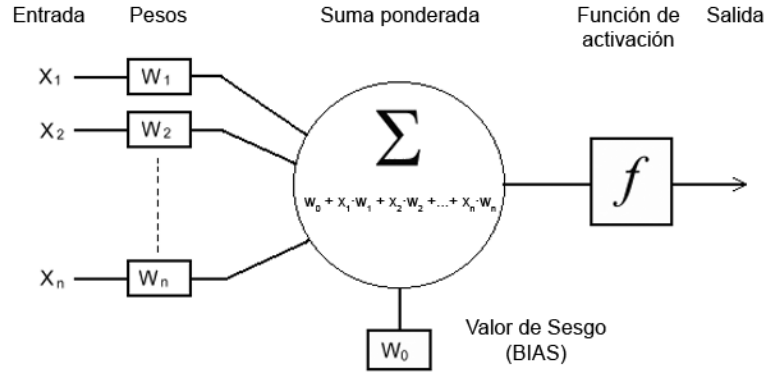 Entrada Pesos Suma ponderada Función de activación Salida
X₁ W₁
X₂ W₂
Σ
w₀ + x₁·w₁ + x₂·w₂ +...+ xₙ·wₙ
f
Xₙ Wₙ
W₀
Valor de Sesgo
(BIAS)